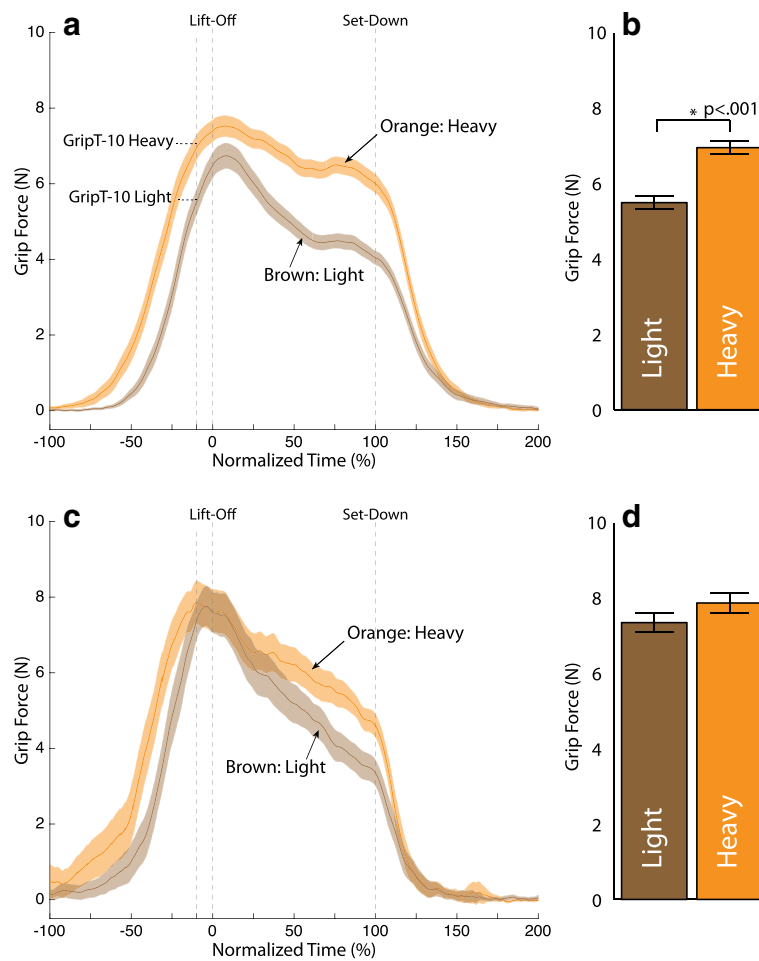 a
Lift-Off
Set-Down
10
8
6
4
2
0
Grip Force (N)
GripT-10 Heavy
GripT-10 Light
Orange: Heavy
Brown: Light
-100
-50
0
50
100
150
200
Normalized Time (%)
b
10
8
6
4
2
0
Grip Force (N)
* p<.001
Light
Heavy
c
Lift-Off
Set-Down
10
8
6
4
2
0
Grip Force (N)
Orange: Heavy
Brown: Light
-100
-50
0
50
100
150
200
Normalized Time (%)
d
10
8
6
4
2
0
Grip Force (N)
Light
Heavy